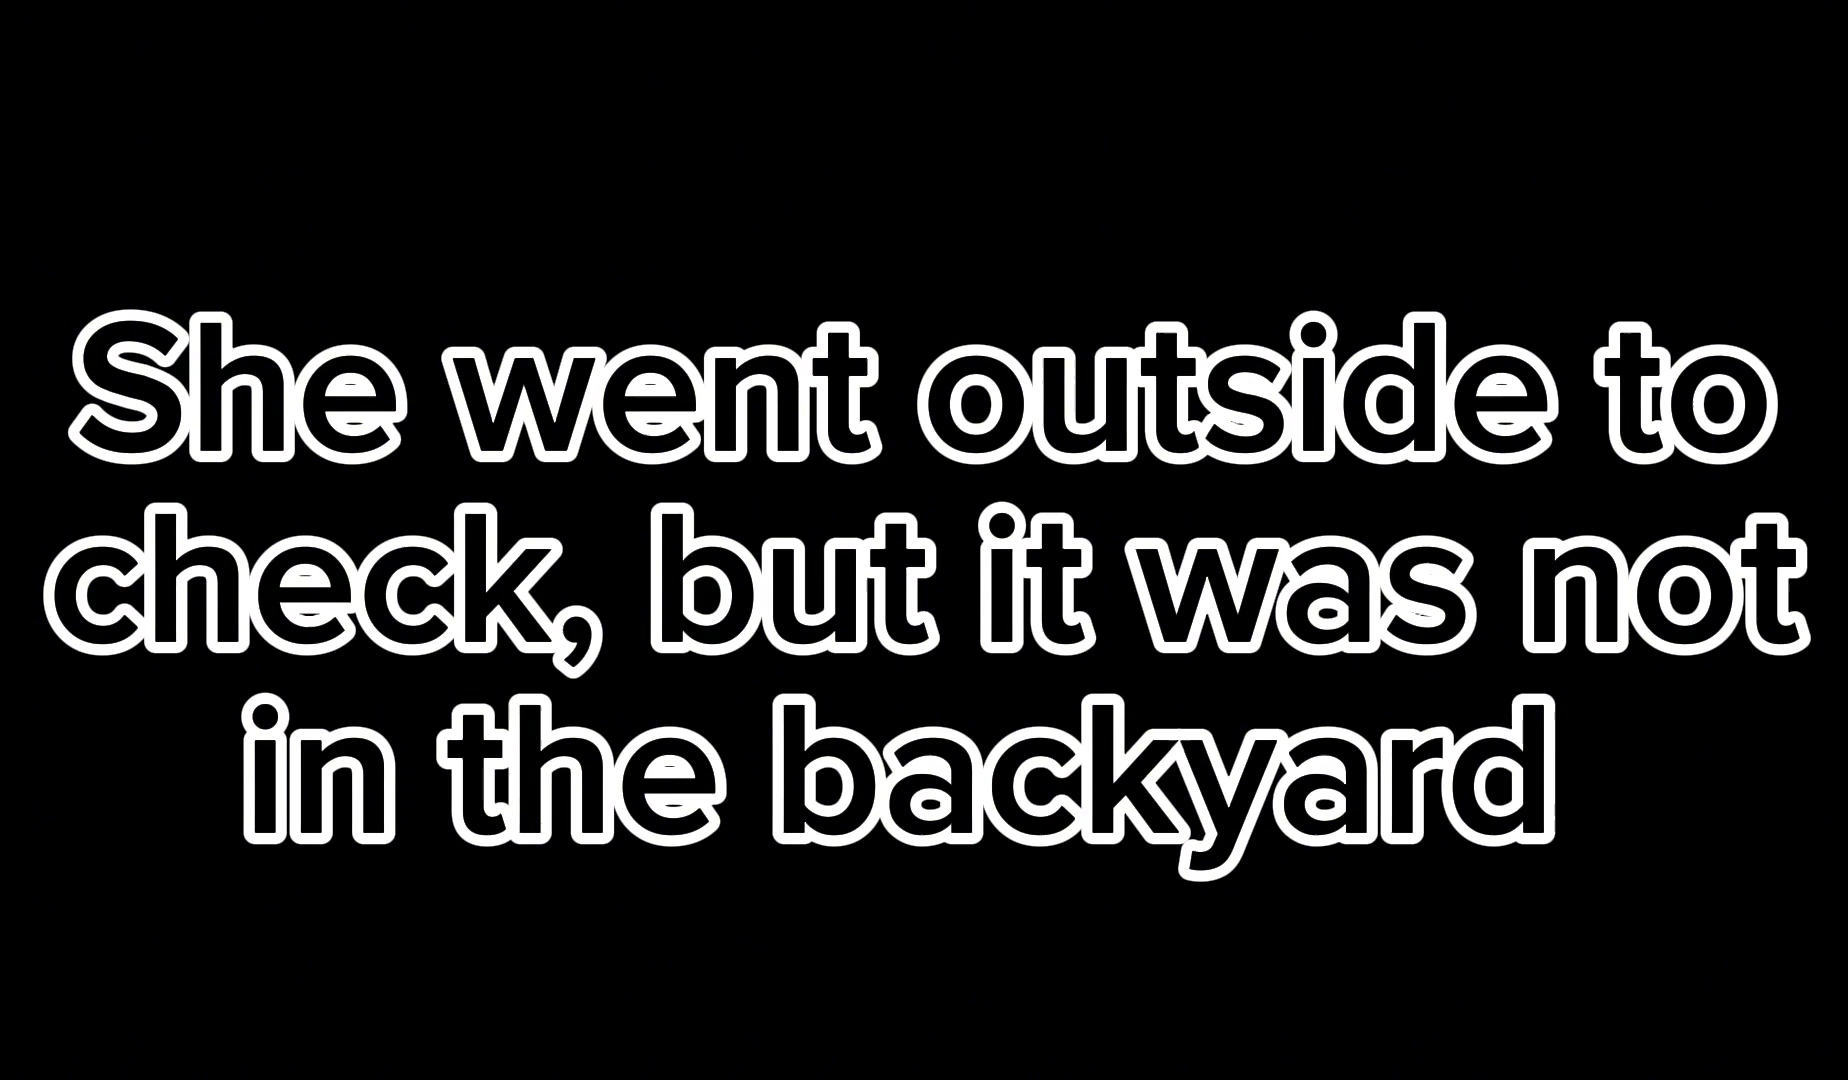 She went outside to
check, but it was not
in the backyard